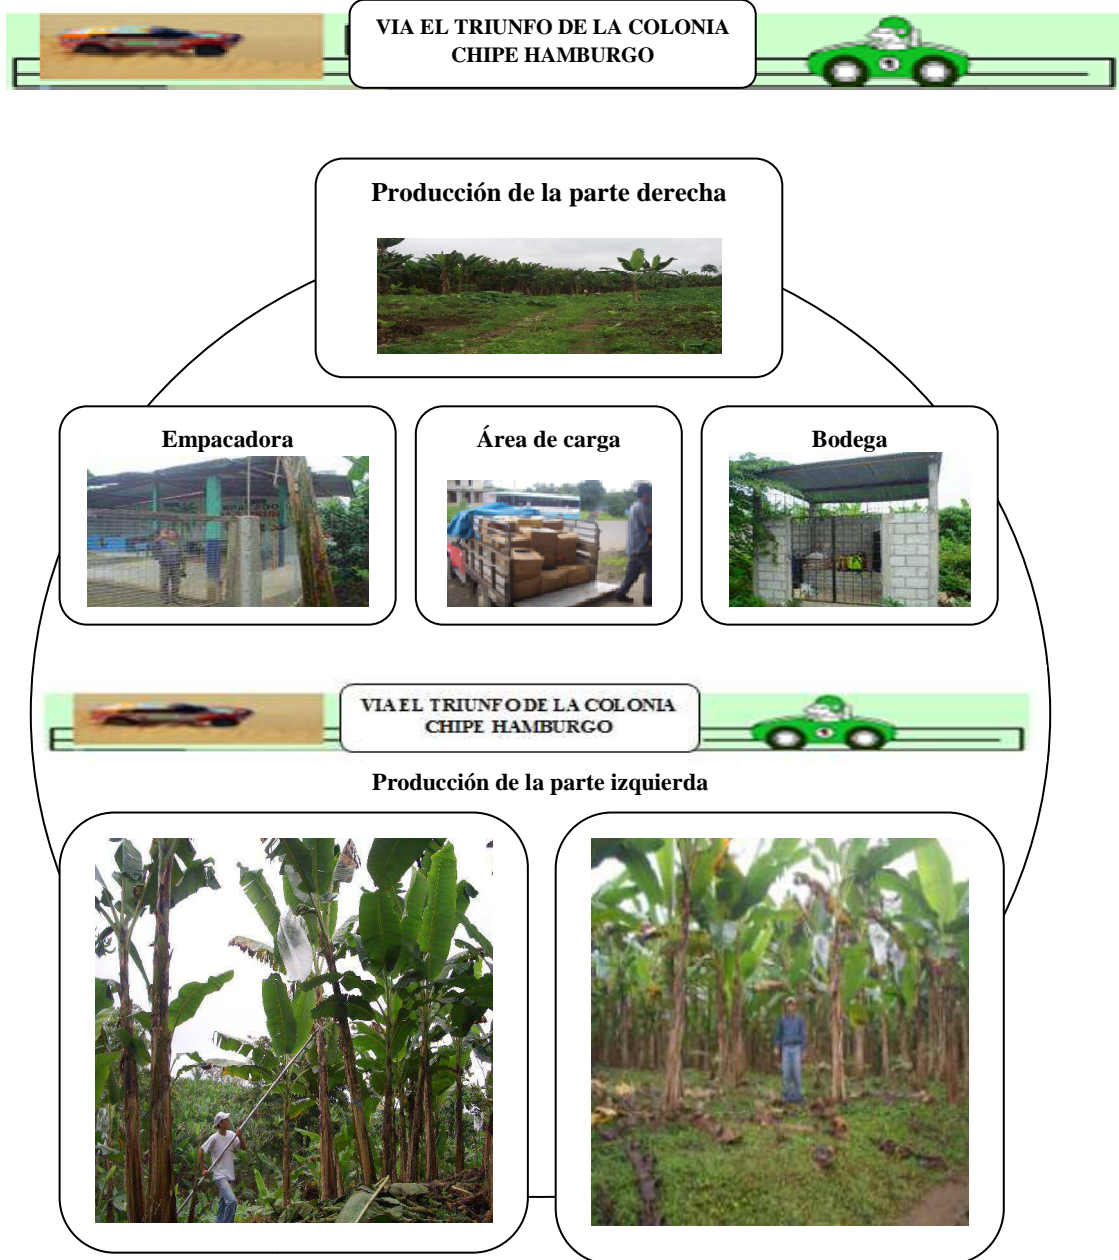 VIA EL TRIUNFO DE LA COLONIA
CHIPE HAMBURGO
Producción de la parte derecha
Empacadora
Área de carga
Bodega
VIA EL TRIUNFO DE LA COLONIA
CHIPE HAMBURGO
Producción de la parte izquierda